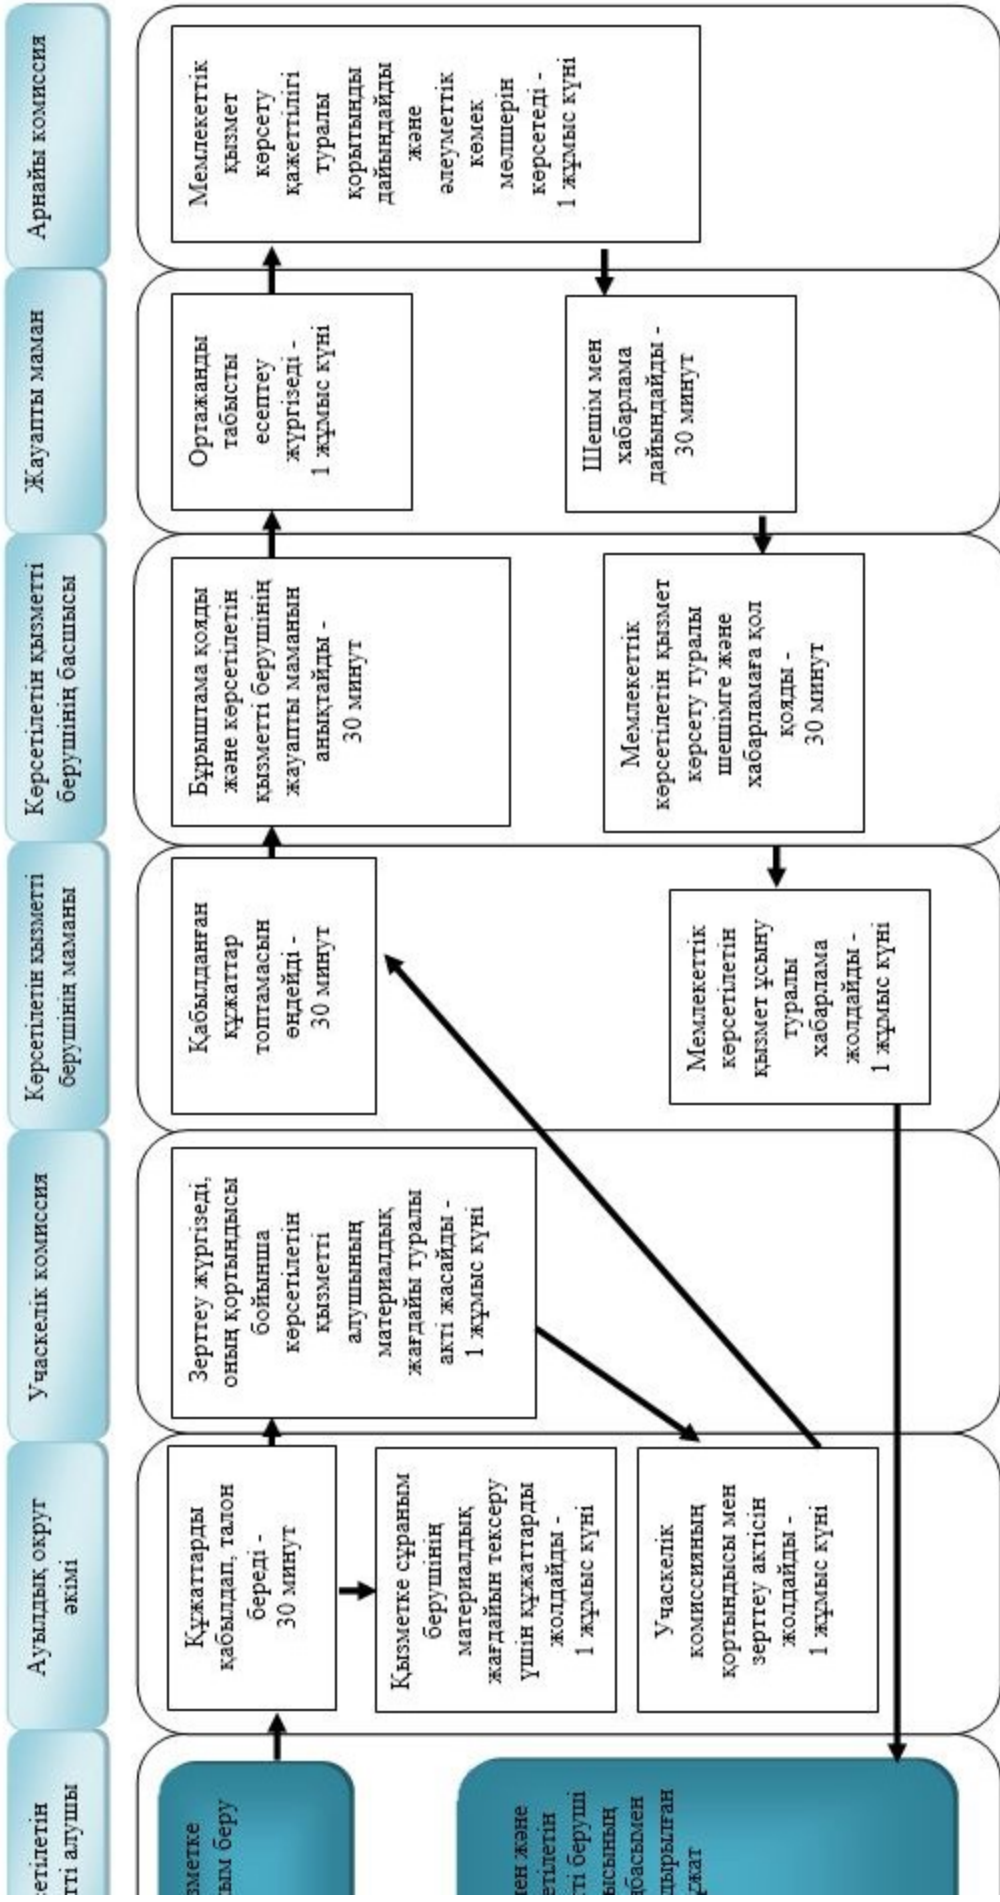 Ауылдық округ
әкімі
Учаскелік комиссия
Көрсетілетін қызметті
берушінің маманы
Көрсетілетін қызметті
берушінің басшысы
Жауапты маман
Арнайы комиссия
Құжаттарды
қабылдап, талон
береді -
30 минут
Қызметке сұраным
берушінің
материалдық
жағдайын тексеру
үшін құжаттарды
жолдайды -
1 жұмыс күні
Учаскелік
комиссияның
қортындысы мен
зерттеу актісін
жолдайды -
1 жұмыс күні
Зерттеу жүргізеді,
оның қортындысы
бойынша
көрсетілетін
қызметті
алушының
материалдық
жағдайы туралы
акті жасайды -
1 жұмыс күні
Қабылданған
құжаттар
топтамасын
өңдейді -
30 минут
Мемлекеттік
көрсетілетін
қызмет ұсыну
туралы
хабарлама
жолдайды -
1 жұмыс күні
Бұрыштама қояды
және көрсетілетін
қызметті берушінің
жауапты маманын
анықтайды -
30 минут
Мемлекеттік
көрсетілетін қызмет
көрсету туралы
шешімге және
хабарламаға қол
қояды -
30 минут
Ортажанды
табысты
есептеу
жүргізеді -
1 жұмыс күні
Шешім мен
хабарлама
дайындайды -
30 минут
Мемлекеттік
қызмет
көрсету
қажеттілігі
туралы
қорытынды
дайындайды
және
әлеуметтік
көмек
мөлшерін
көрсетеді -
1 жұмыс күні